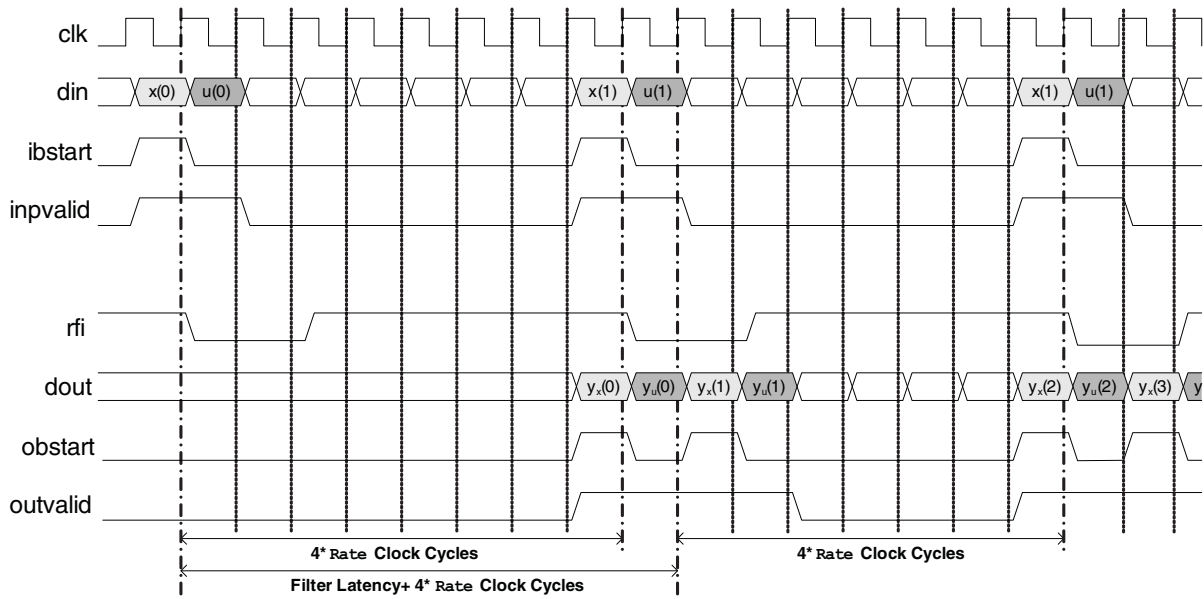 clk
din x(0) u(0) x(1) u(1) x(1) u(1)
ibstart
inpvalid
rfi
dout yx(0) yu(0) yx(1) yu(1) yx(2) yu(2) yx(3) y
obstart
outvalid
4* Rate Clock Cycles 4* Rate Clock Cycles
Filter Latency+ 4* Rate Clock Cycles